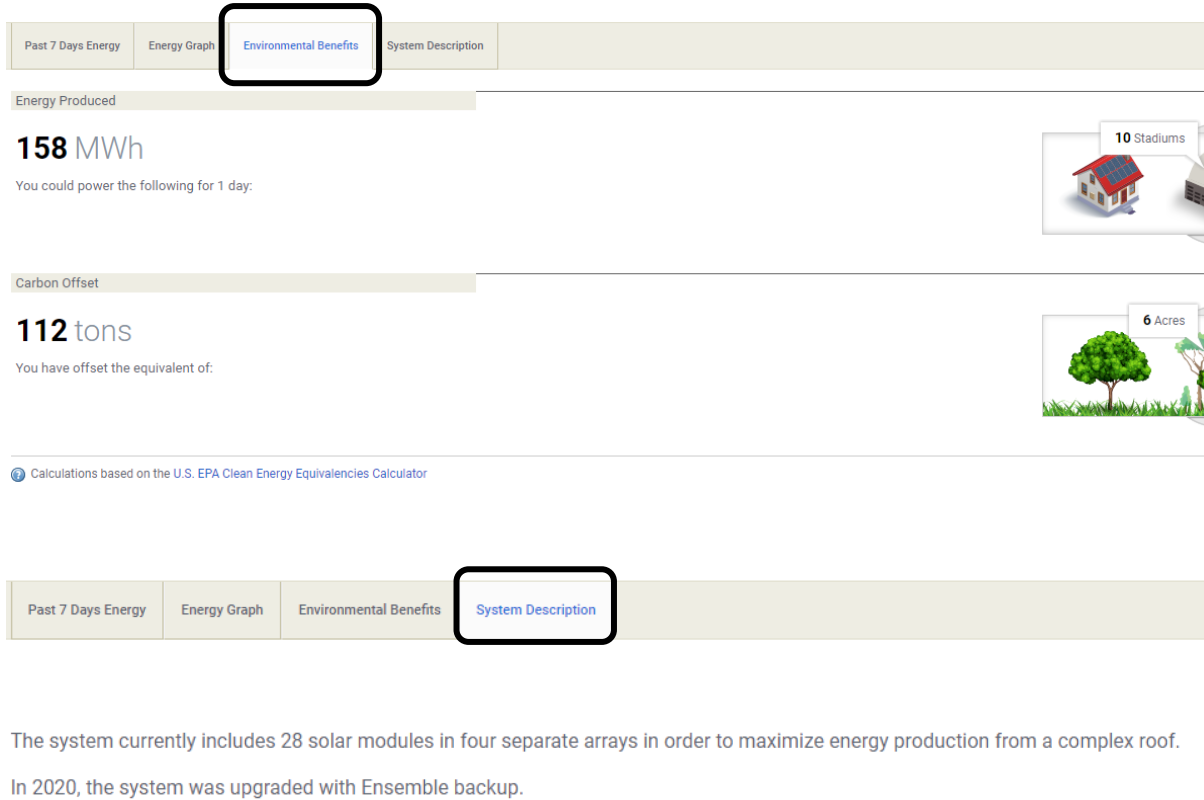 Past 7 Days Energy Energy Graph Environmental Benefits System Description
Energy Produced
158 MWh
You could power the following for 1 day:
10 Stadiums
Carbon Offset
112 tons
You have offset the equivalent of:
6 Acres
Calculations based on the U.S. EPA Clean Energy Equivalencies Calculator
Past 7 Days Energy Energy Graph Environmental Benefits System Description
The system currently includes 28 solar modules in four separate arrays in order to maximize energy production from a complex roof.
In 2020, the system was upgraded with Ensemble backup.